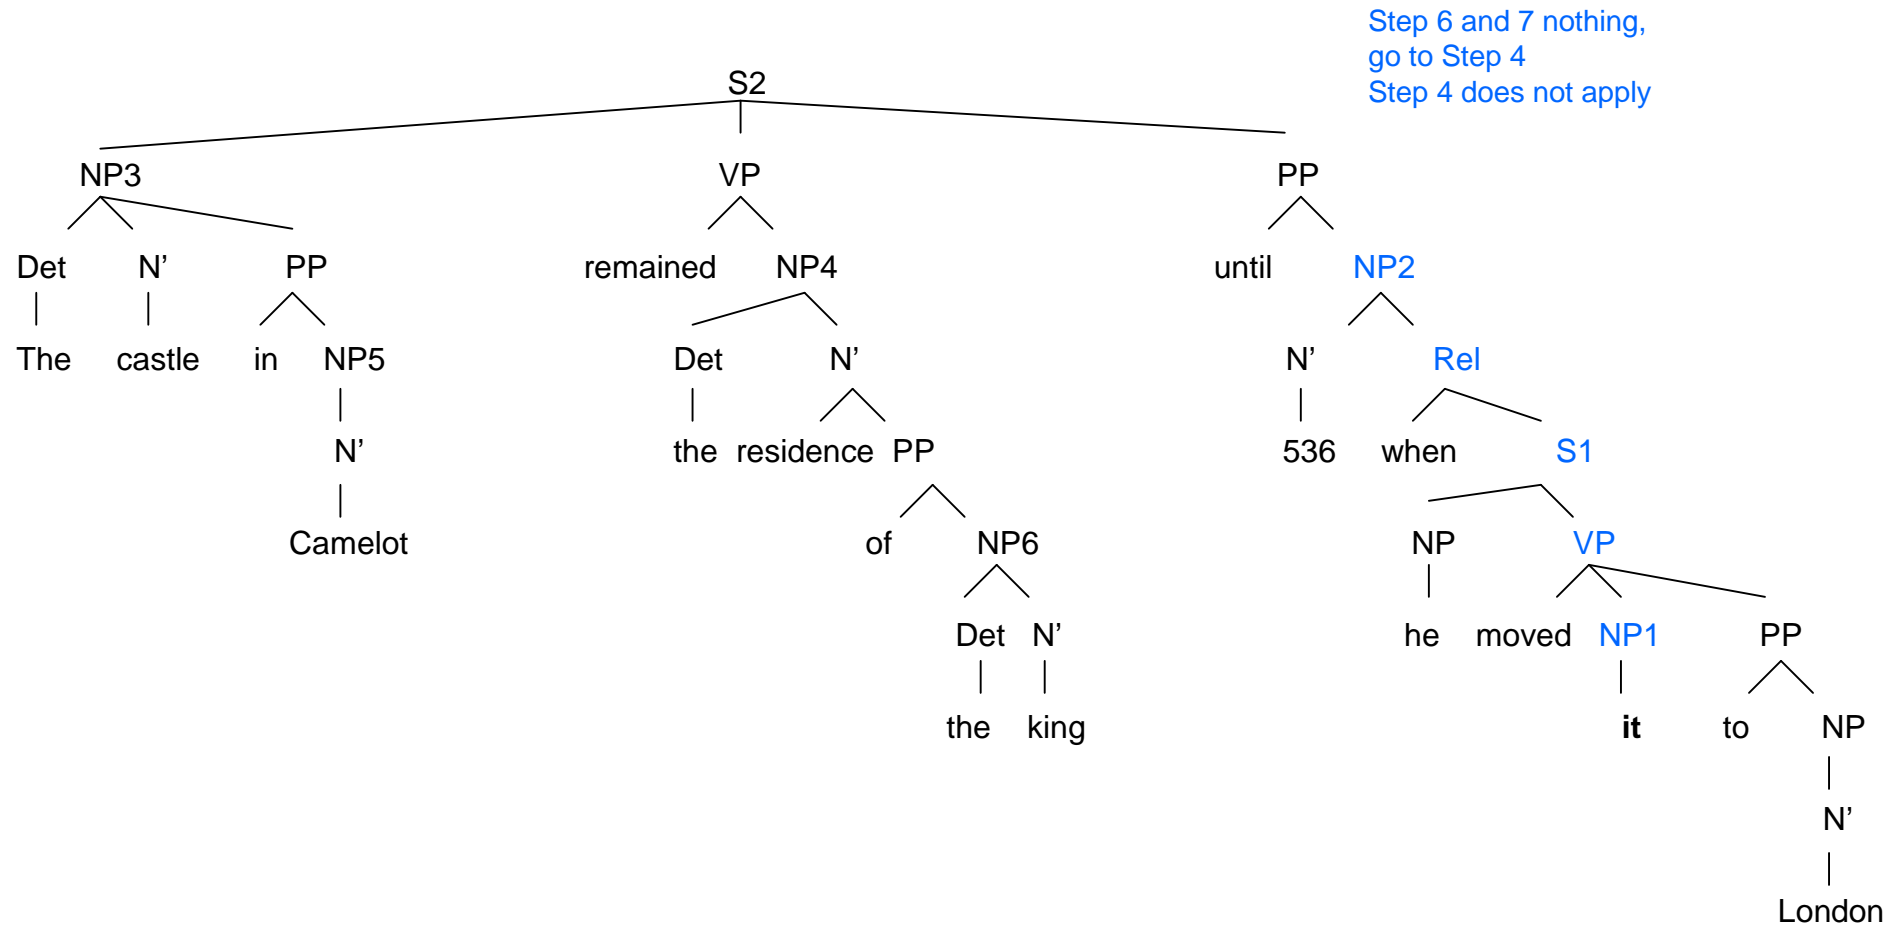 Step 6 and 7 nothing,
go to Step 4
Step 4 does not apply
S2
NP3 VP PP
Det N’ PP remained NP4 until NP2
The castle in NP5 Det N’ N’ Rel
N’ the residence PP 536 when S1
Camelot of NP6 NP VP
Det N’ he moved NP1 PP
the king it to NP
N’
London